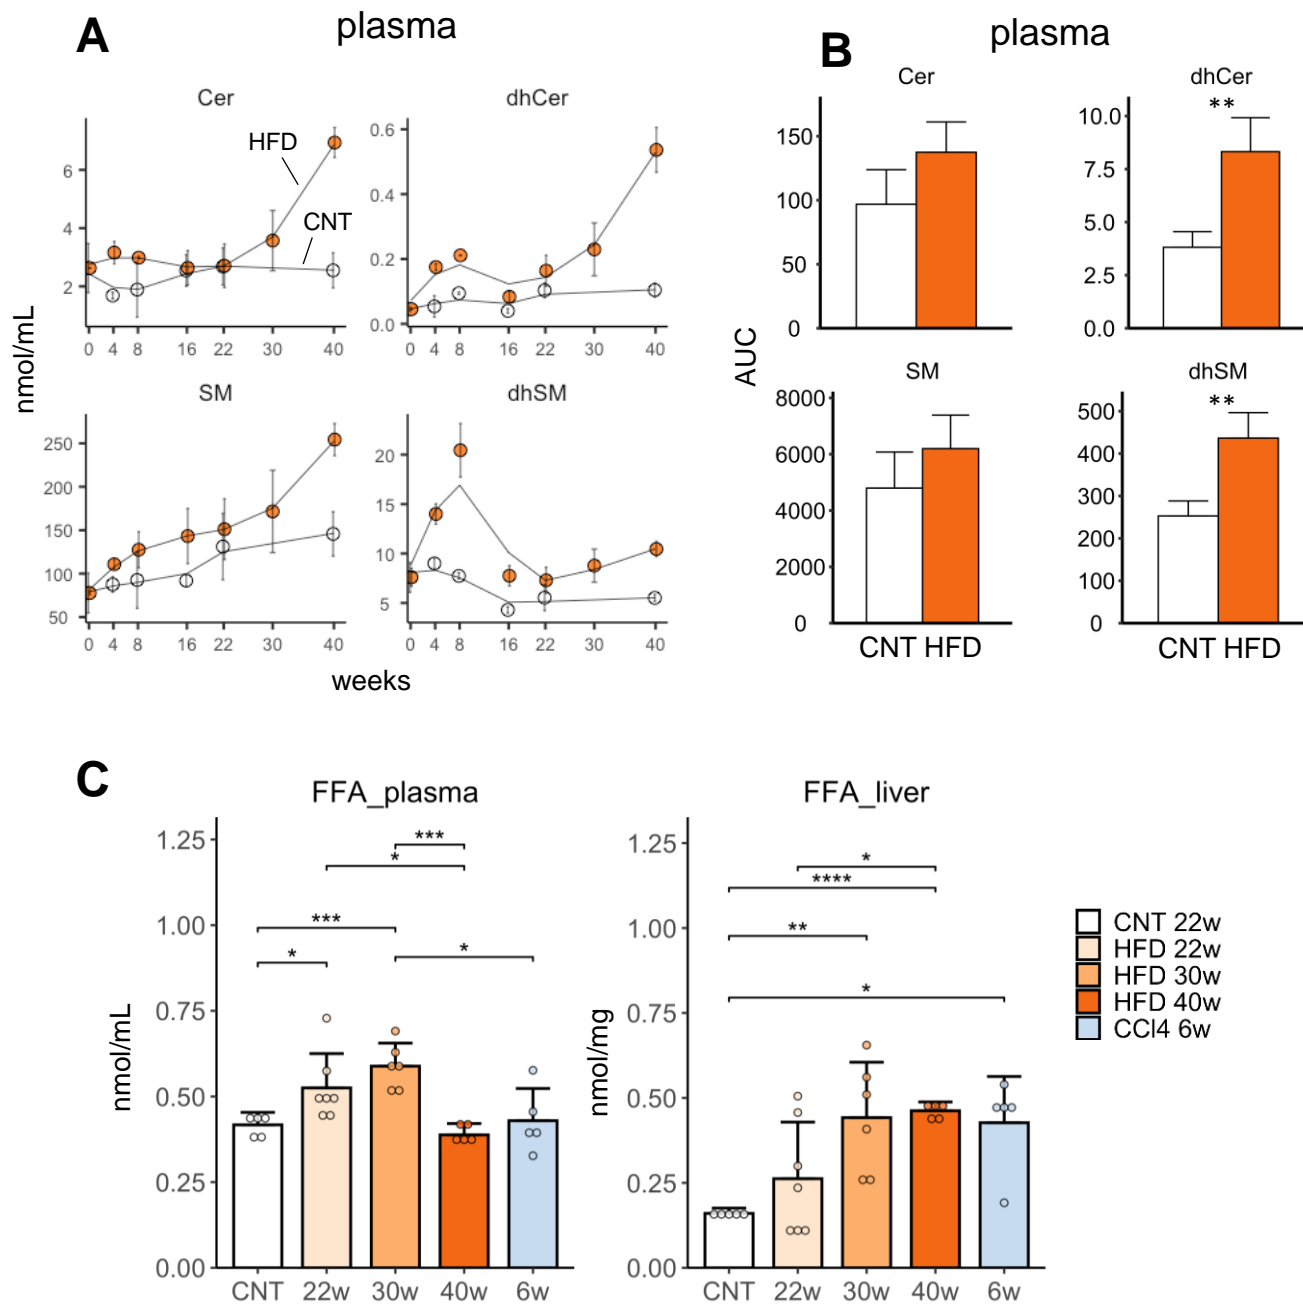 A
plasma
B
plasma
Cer
dhCer
HFD
CNT
6
4
2
0 4 8 16 22 30 40
0.6
0.4
0.2
0.0
0 4 8 16 22 30 40
SM
dhSM
250
200
150
100
50
0 4 8 16 22 30 40
20
15
10
5
0 4 8 16 22 30 40
nmol/mL
weeks
Cer
dhCer
**
150
100
50
0
10.0
7.5
5.0
2.5
0.0
AUC
SM
dhSM
**
8000
6000
4000
2000
0
500
400
300
200
100
0
CNT HFD
CNT HFD
C
FFA_plasma
FFA_liver
1.25
1.00
0.75
0.50
0.25
0.00
nmol/mL
***
*
***
*
*
CNT 22w 30w 40w 6w
1.25
1.00
0.75
0.50
0.25
0.00
nmol/mg
*
****
**
*
CNT 22w 30w 40w 6w
CNT 22w
HFD 22w
HFD 30w
HFD 40w
CCl4 6w